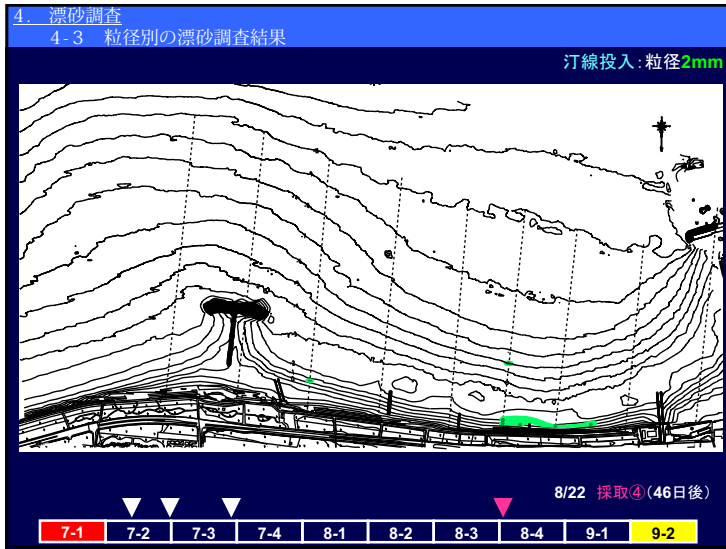 4. 漂砂調査
4-3 粒径別の漂砂調査結果
汀線投入:粒径2mm
8/22 採取④(46日後)
7-1 7-2 7-3 7-4 8-1 8-2 8-3 8-4 9-1 9-2